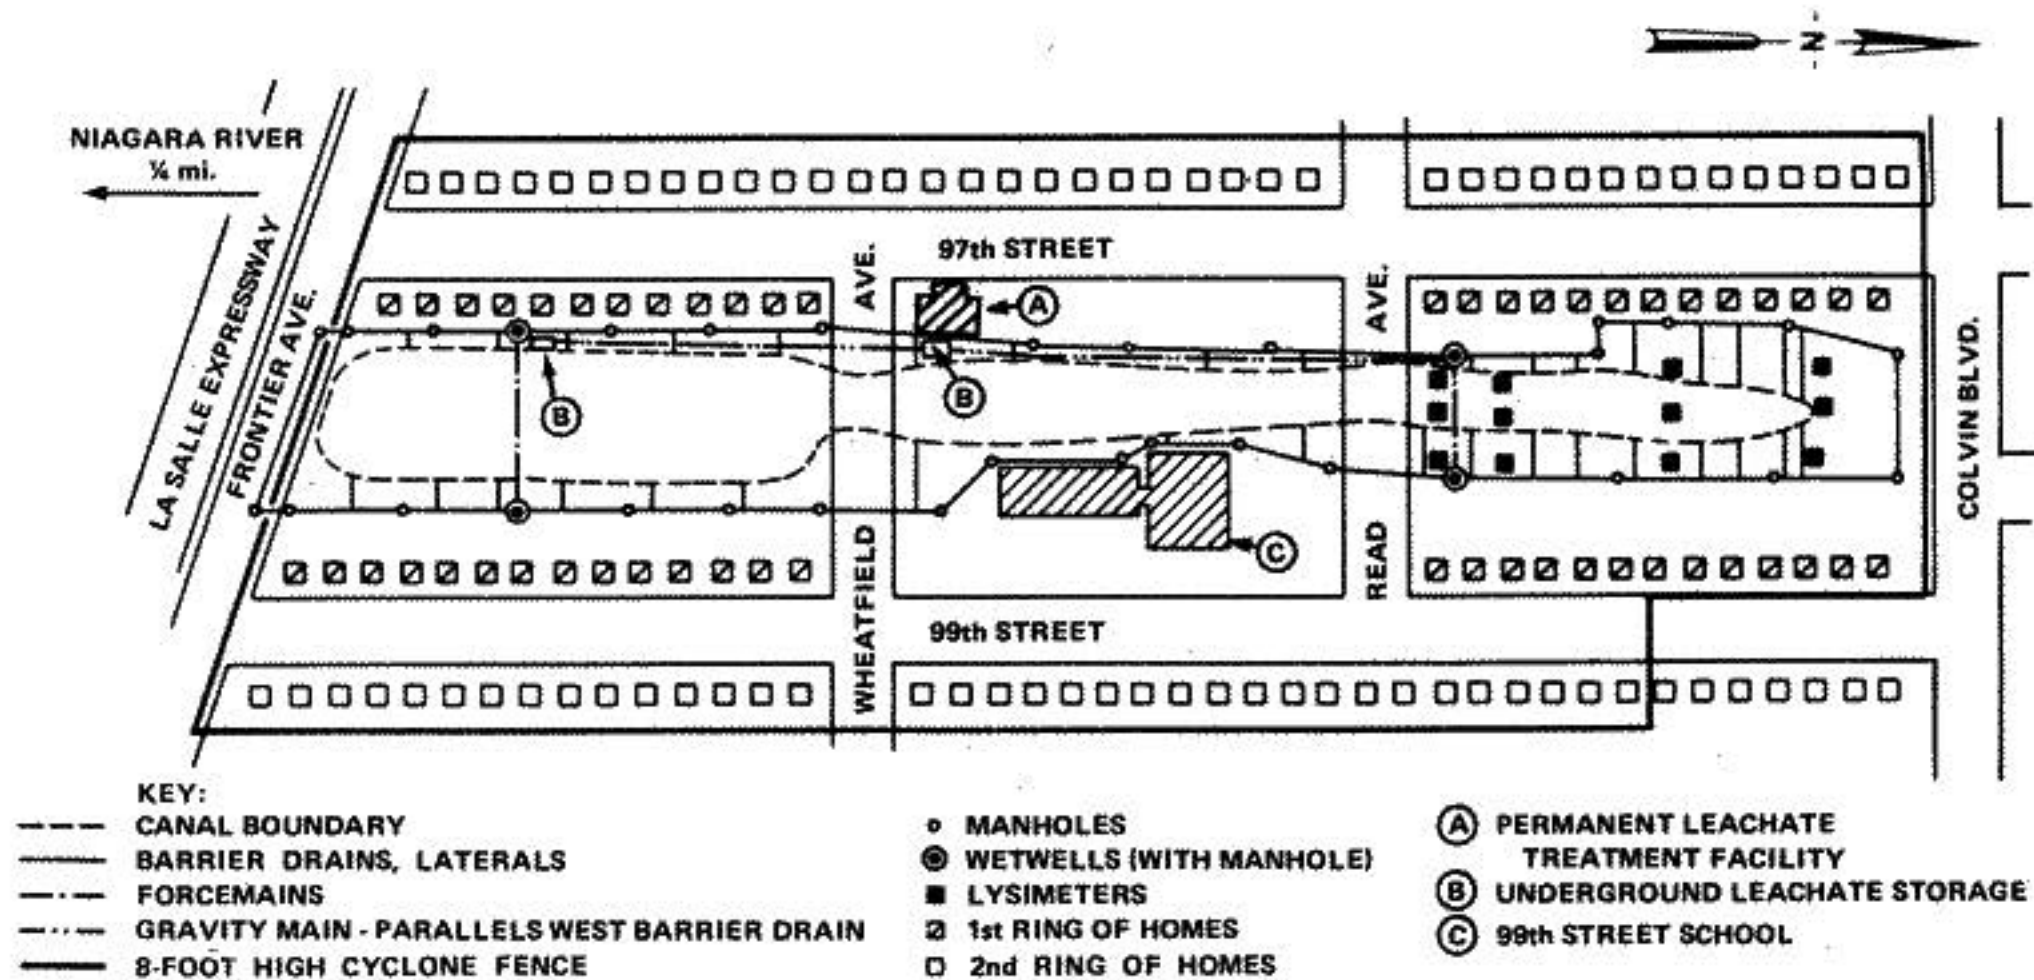 N
NIAGARA RIVER
¼ mi.
LA SALLE EXPRESSWAY
FRONTIER AVE.
97th STREET
WHEATFIELD AVE.
READ AVE.
COLVIN BLVD.
A
B
B
C
99th STREET
KEY:
CANAL BOUNDARY
BARRIER DRAINS, LATERALS
FORCEMAINS
GRAVITY MAIN - PARALLELS WEST BARRIER DRAIN
8-FOOT HIGH CYCLONE FENCE
MANHOLES
WETWELLS (WITH MANHOLE)
LYSIMETERS
1st RING OF HOMES
2nd RING OF HOMES
A PERMANENT LEACHATE
TREATMENT FACILITY
B UNDERGROUND LEACHATE STORAGE
C 99th STREET SCHOOL